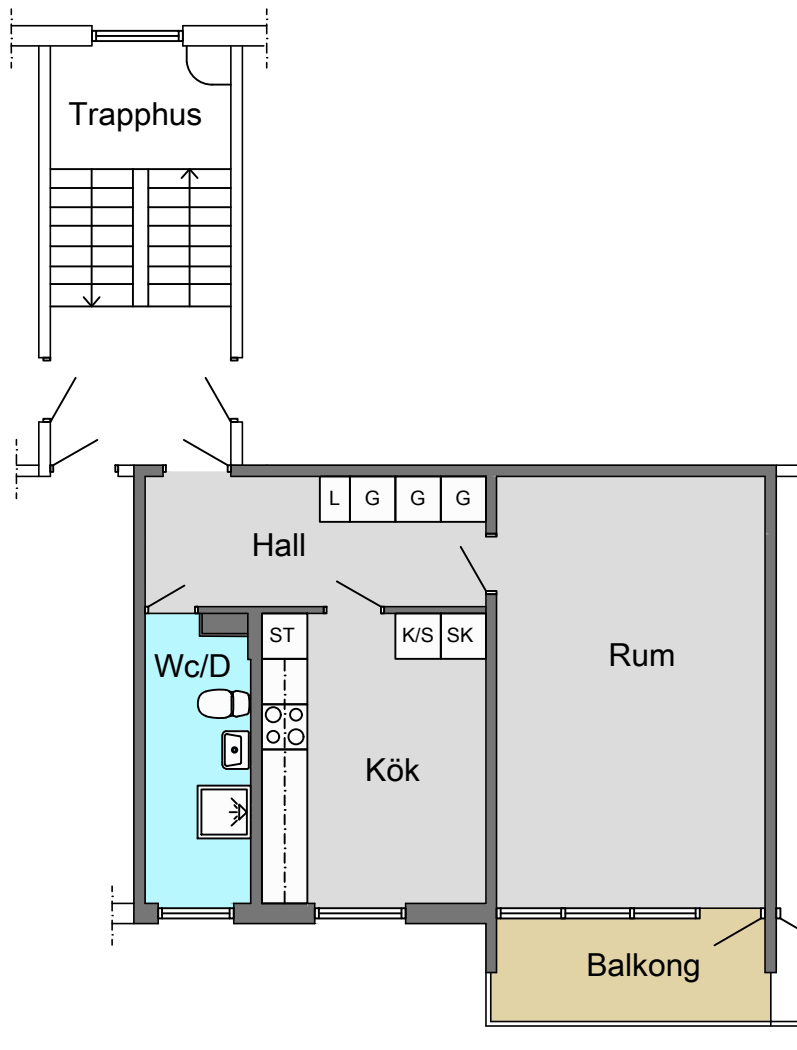 Trapphus
L G G G
Hall
ST K/S SK
Wc/D
Rum
Kök
Balkong